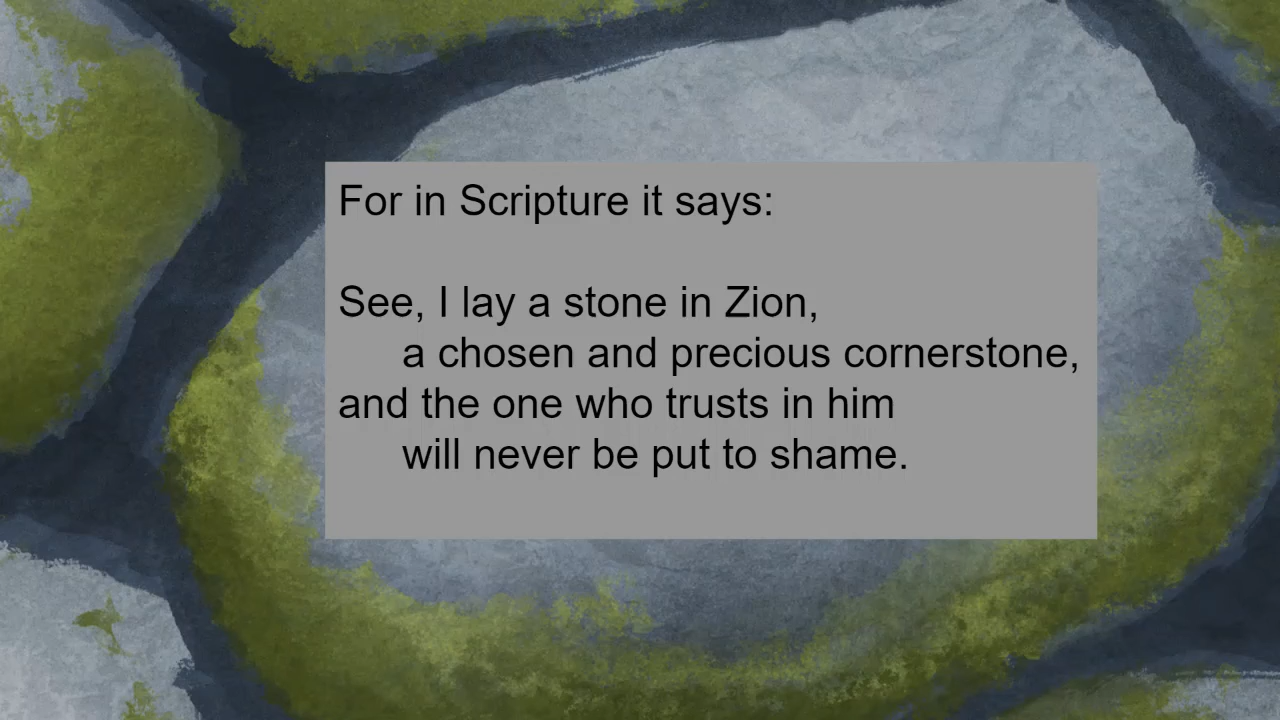 For in Scripture it says:
See, I lay a stone in Zion,
a chosen and precious cornerstone,
and the one who trusts in him
will never be put to shame.